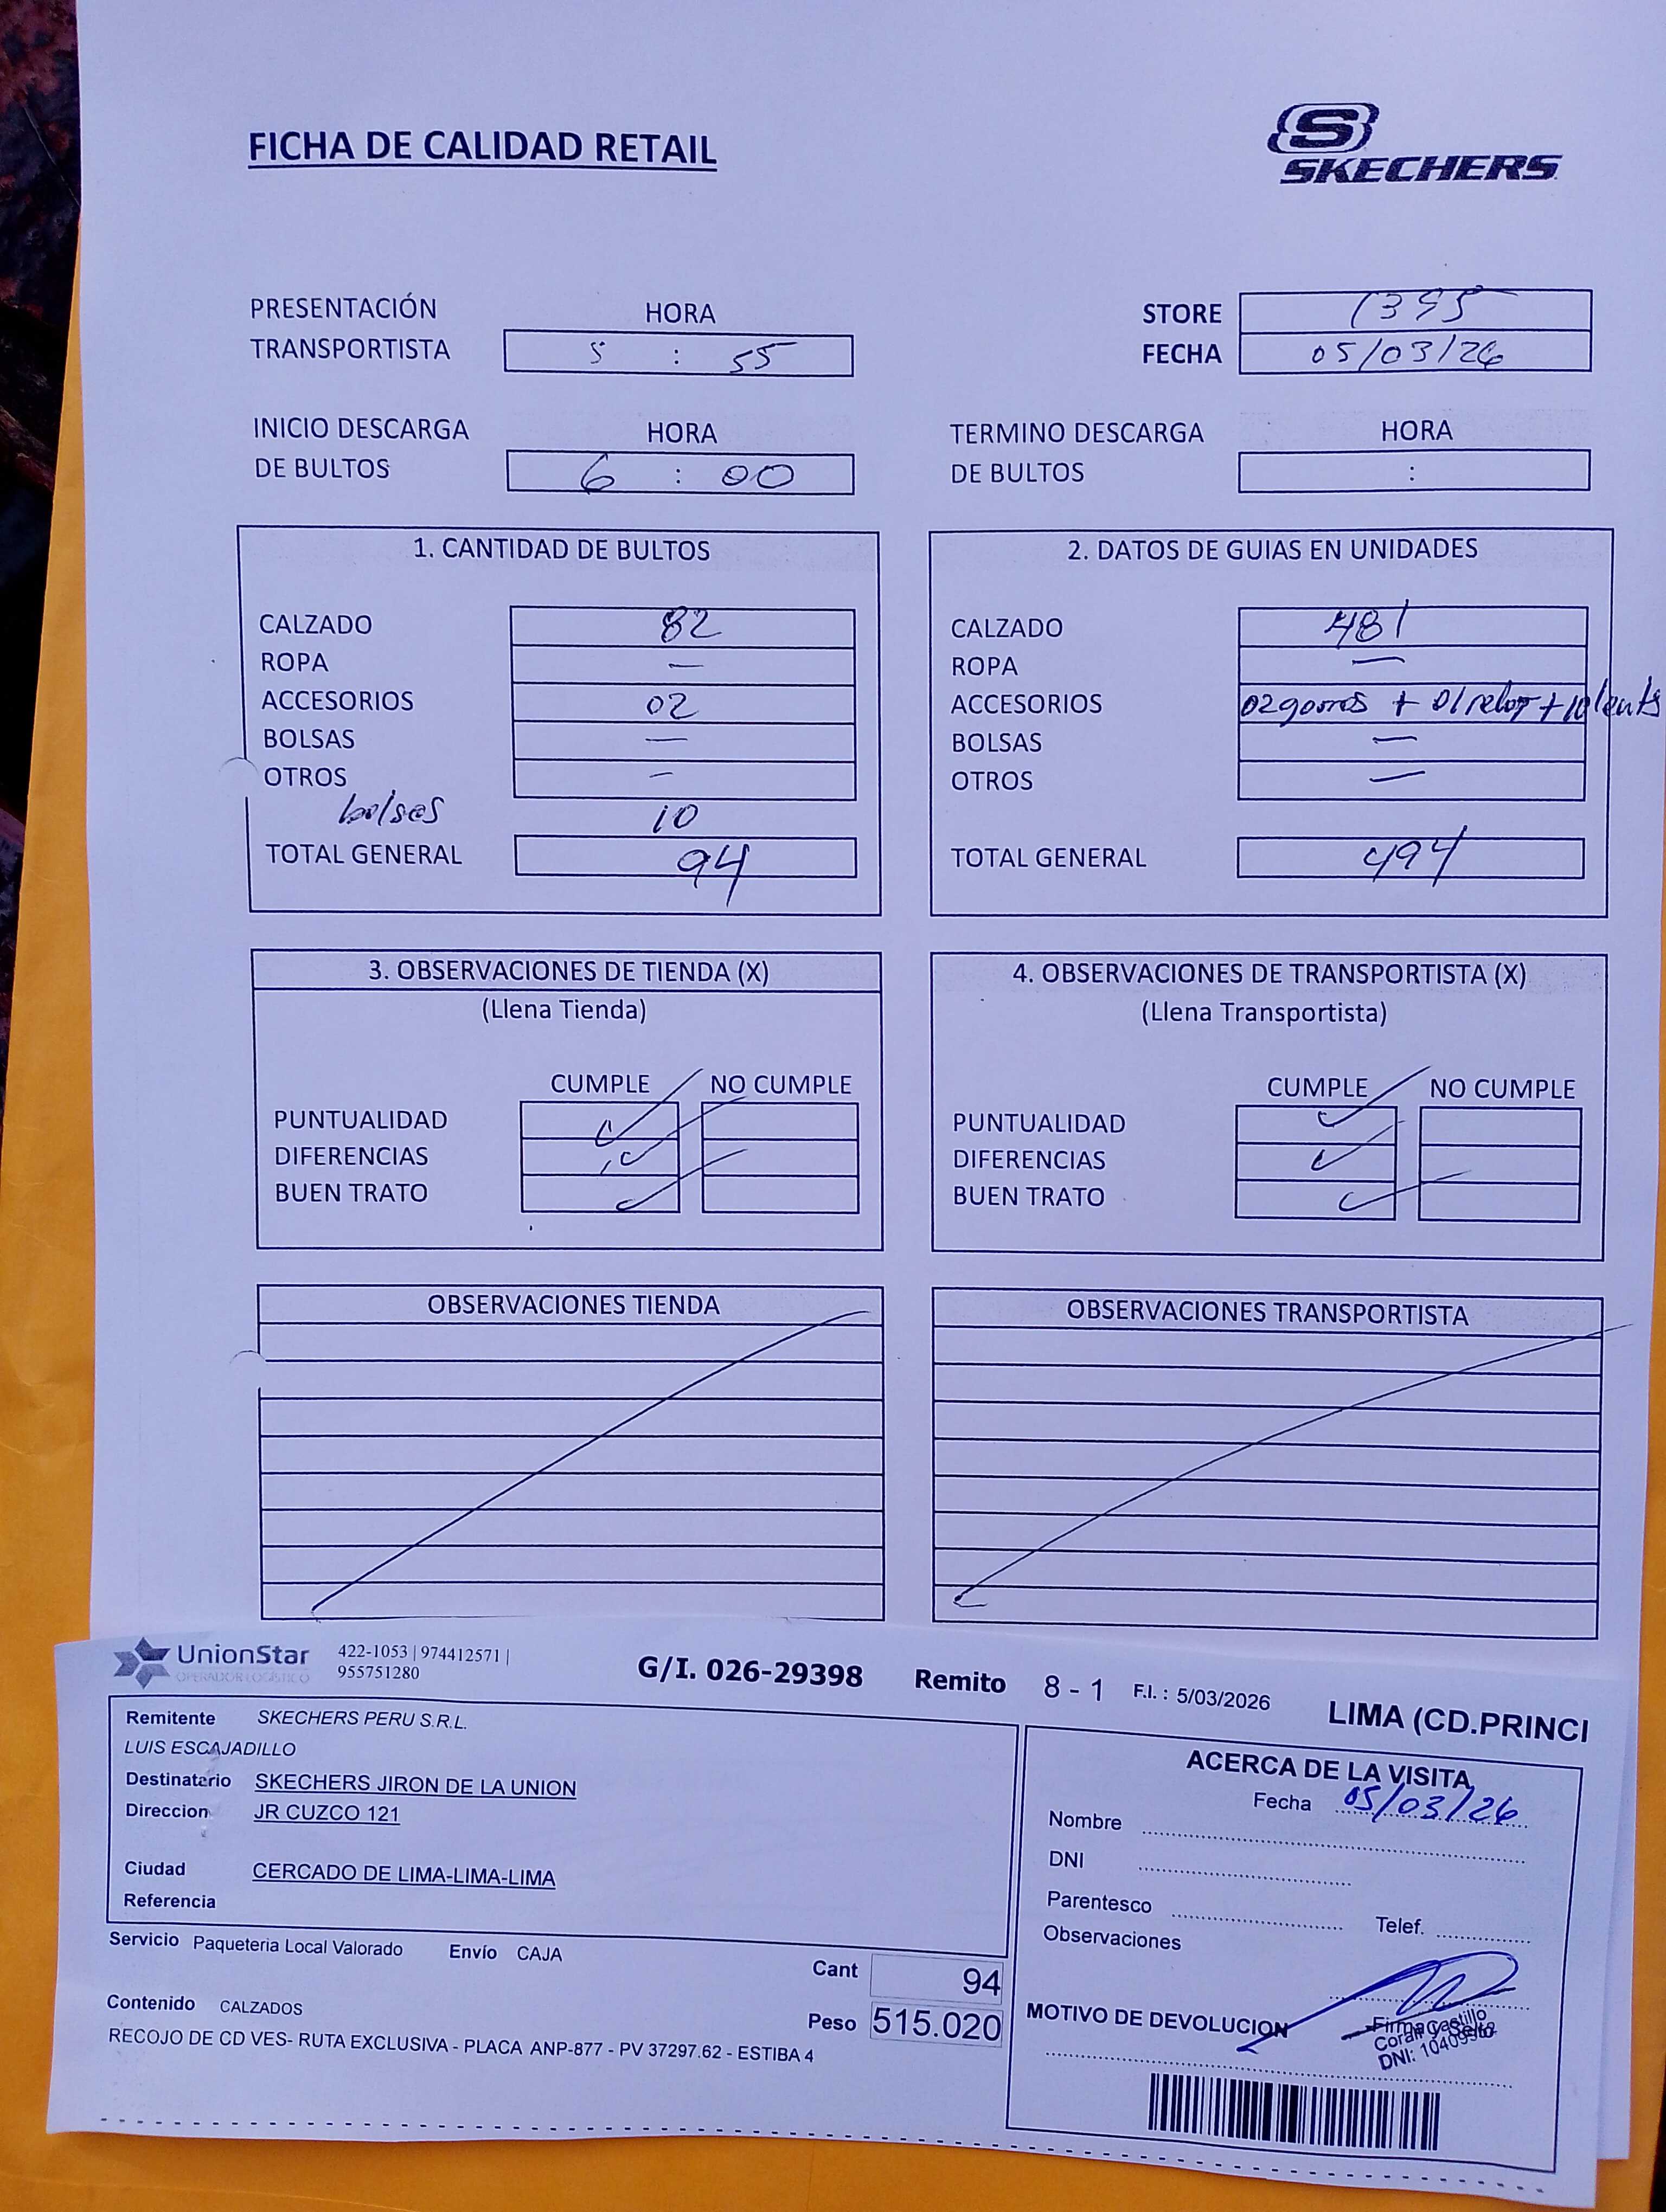 FICHA DE CALIDAD RETAIL
SKECHERS
PRESENTACIÓN TRANSPORTISTA HORA 5 : 55
STORE 1395
FECHA 05/03/26
INICIO DESCARGA DE BULTOS HORA 6 : 00
TERMINO DESCARGA DE BULTOS HORA :
1. CANTIDAD DE BULTOS
CALZADO 82
ROPA —
ACCESORIOS 02
BOLSAS —
OTROS —
bolsas 10
TOTAL GENERAL 94
2. DATOS DE GUIAS EN UNIDADES
CALZADO 481
ROPA —
ACCESORIOS 02 gorros + 01 reloj + 10 lents
BOLSAS —
OTROS —
TOTAL GENERAL 494
3. OBSERVACIONES DE TIENDA (X)
(Llena Tienda)
CUMPLE NO CUMPLE
PUNTUALIDAD
DIFERENCIAS
BUEN TRATO
4. OBSERVACIONES DE TRANSPORTISTA (X)
(Llena Transportista)
CUMPLE NO CUMPLE
PUNTUALIDAD
DIFERENCIAS
BUEN TRATO
OBSERVACIONES TIENDA
OBSERVACIONES TRANSPORTISTA
UnionStar
OPERADOR LOGÍSTICO
422-1053 | 974412571 |
955751280
G/I. 026-29398 Remito 8 - 1 F.I. : 5/03/2026
LIMA (CD.PRINCI
Remitente SKECHERS PERU S.R.L.
LUIS ESCAJADILLO
Destinatario SKECHERS JIRON DE LA UNION
Direccion JR CUZCO 121
Ciudad CERCADO DE LIMA-LIMA-LIMA
Referencia
Servicio Paqueteria Local Valorado Envío CAJA
Cant 94
Contenido CALZADOS
Peso 515.020
RECOJO DE CD VES- RUTA EXCLUSIVA - PLACA ANP-877 - PV 37297.62 - ESTIBA 4
ACERCA DE LA VISITA
Fecha 05/03/26
Nombre
DNI
Parentesco Telef.
Observaciones
MOTIVO DE DEVOLUCION
Firma
Castillo
DNI: